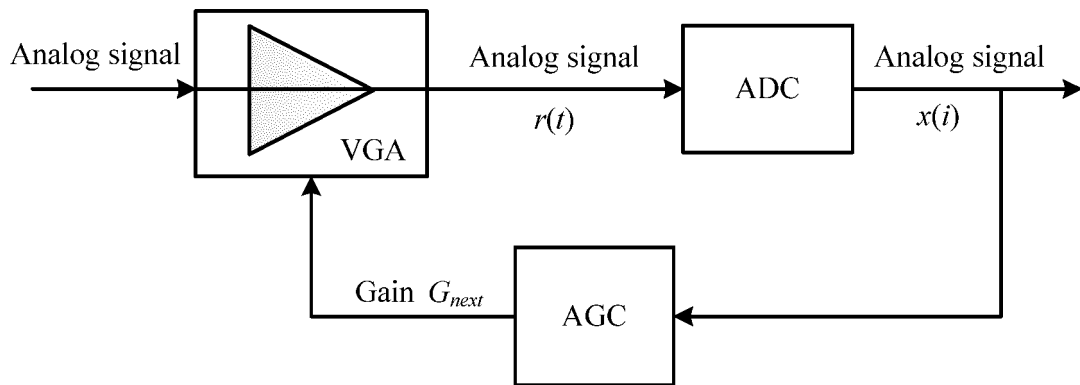 Analog signal
VGA
Analog signal
r(t)
ADC
Analog signal
x(i)
Gain G_next
AGC